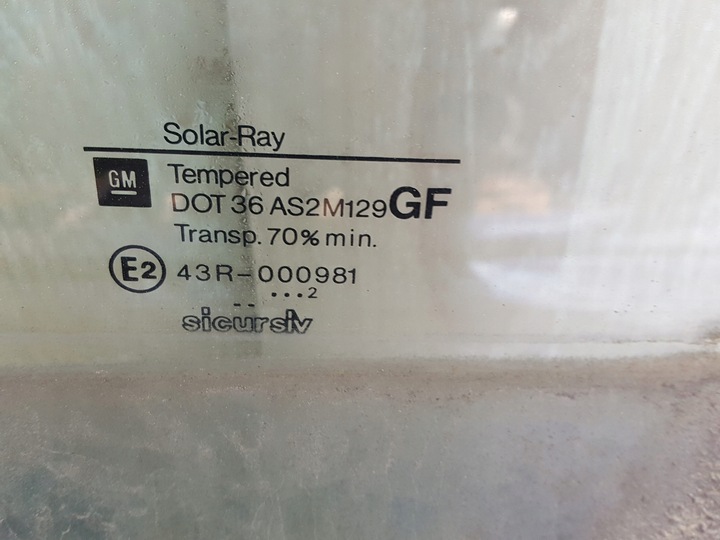 Solar-Ray
GM
Tempered
DOT 36 AS2M129GF
Transp. 70% min.
E2 43R-000981
-- ...2
sicursiv